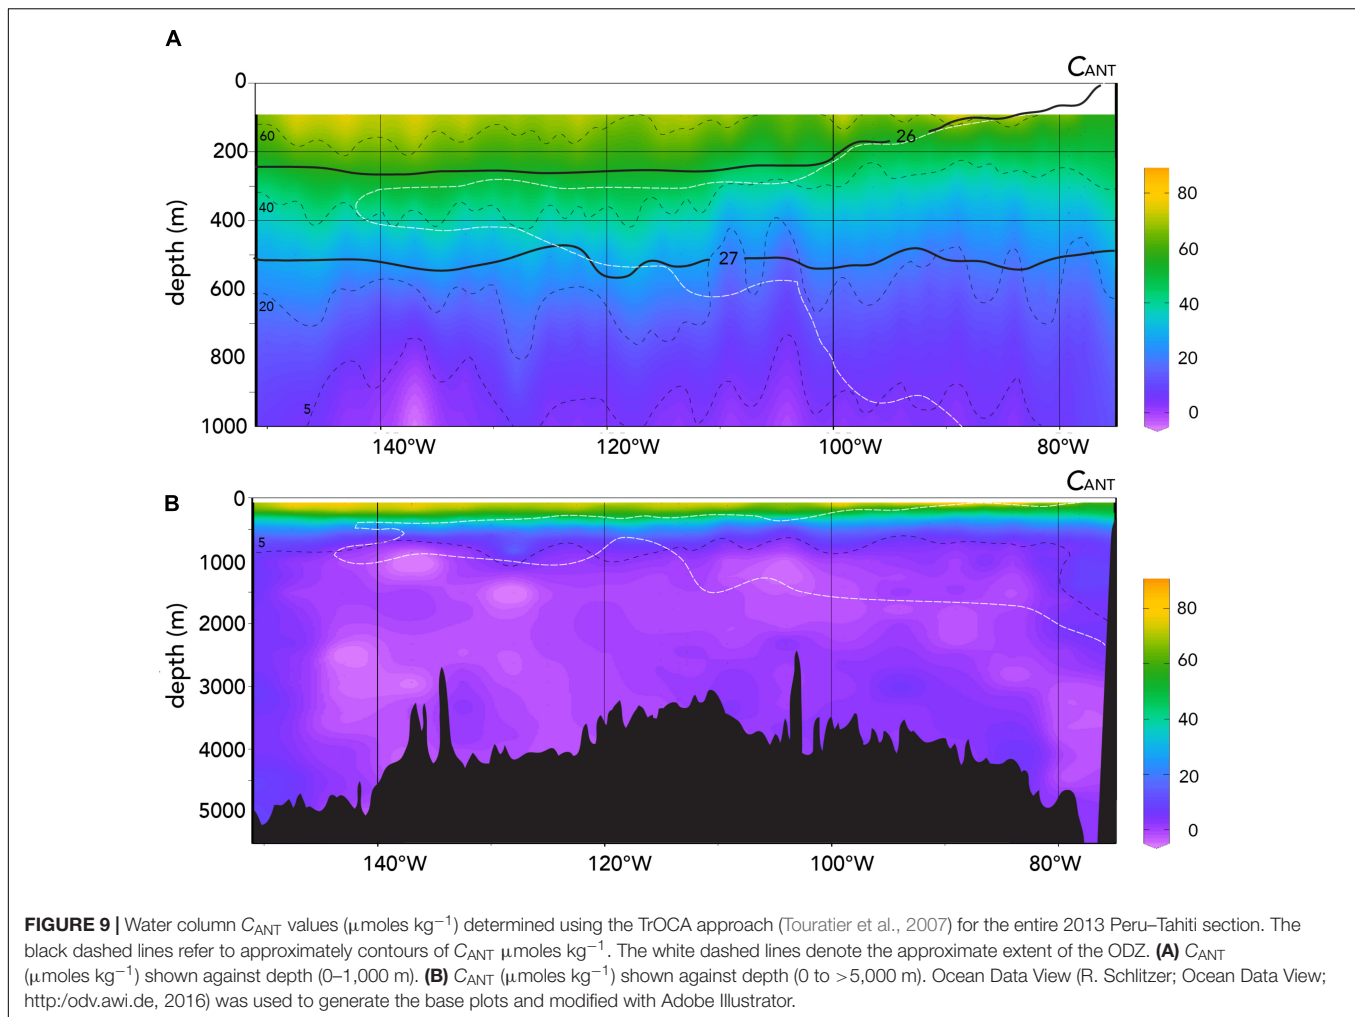 A
C_ANT
0
200
400
600
800
1000
depth (m)
60
40
20
5
26
27
140°W
120°W
100°W
80°W
80
60
40
20
0
B
C_ANT
0
1000
2000
3000
4000
5000
depth (m)
5
140°W
120°W
100°W
80°W
80
60
40
20
0
FIGURE 9 | Water column C_ANT values (μmoles kg⁻¹) determined using the TrOCA approach (Touratier et al., 2007) for the entire 2013 Peru–Tahiti section. The
black dashed lines refer to approximately contours of C_ANT μmoles kg⁻¹. The white dashed lines denote the approximate extent of the ODZ. (A) C_ANT
(μmoles kg⁻¹) shown against depth (0–1,000 m). (B) C_ANT (μmoles kg⁻¹) shown against depth (0 to >5,000 m). Ocean Data View (R. Schlitzer; Ocean Data View;
http:/odv.awi.de, 2016) was used to generate the base plots and modified with Adobe Illustrator.